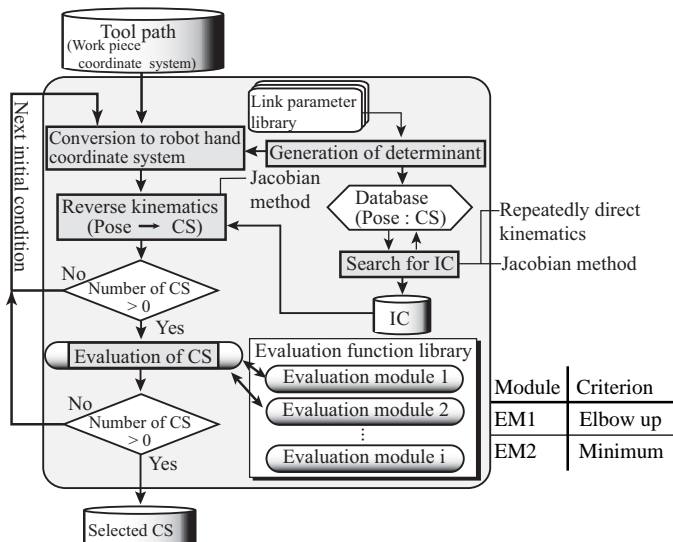 Tool path
(Work piece
coordinate system)
Next initial condition
Link parameter
library
Conversion to robot hand
coordinate system
Generation of determinant
Jacobian
method
Reverse kinematics
(Pose → CS)
Database
(Pose : CS)
Repeatedly direct
kinematics
Search for IC
Jacobian method
No
Number of CS
> 0
IC
Yes
Evaluation of CS
Evaluation function library
Evaluation module 1
Evaluation module 2
⋮
Evaluation module i
Module Criterion
EM1 Elbow up
EM2 Minimum
No
Number of CS
> 0
Yes
Selected CS